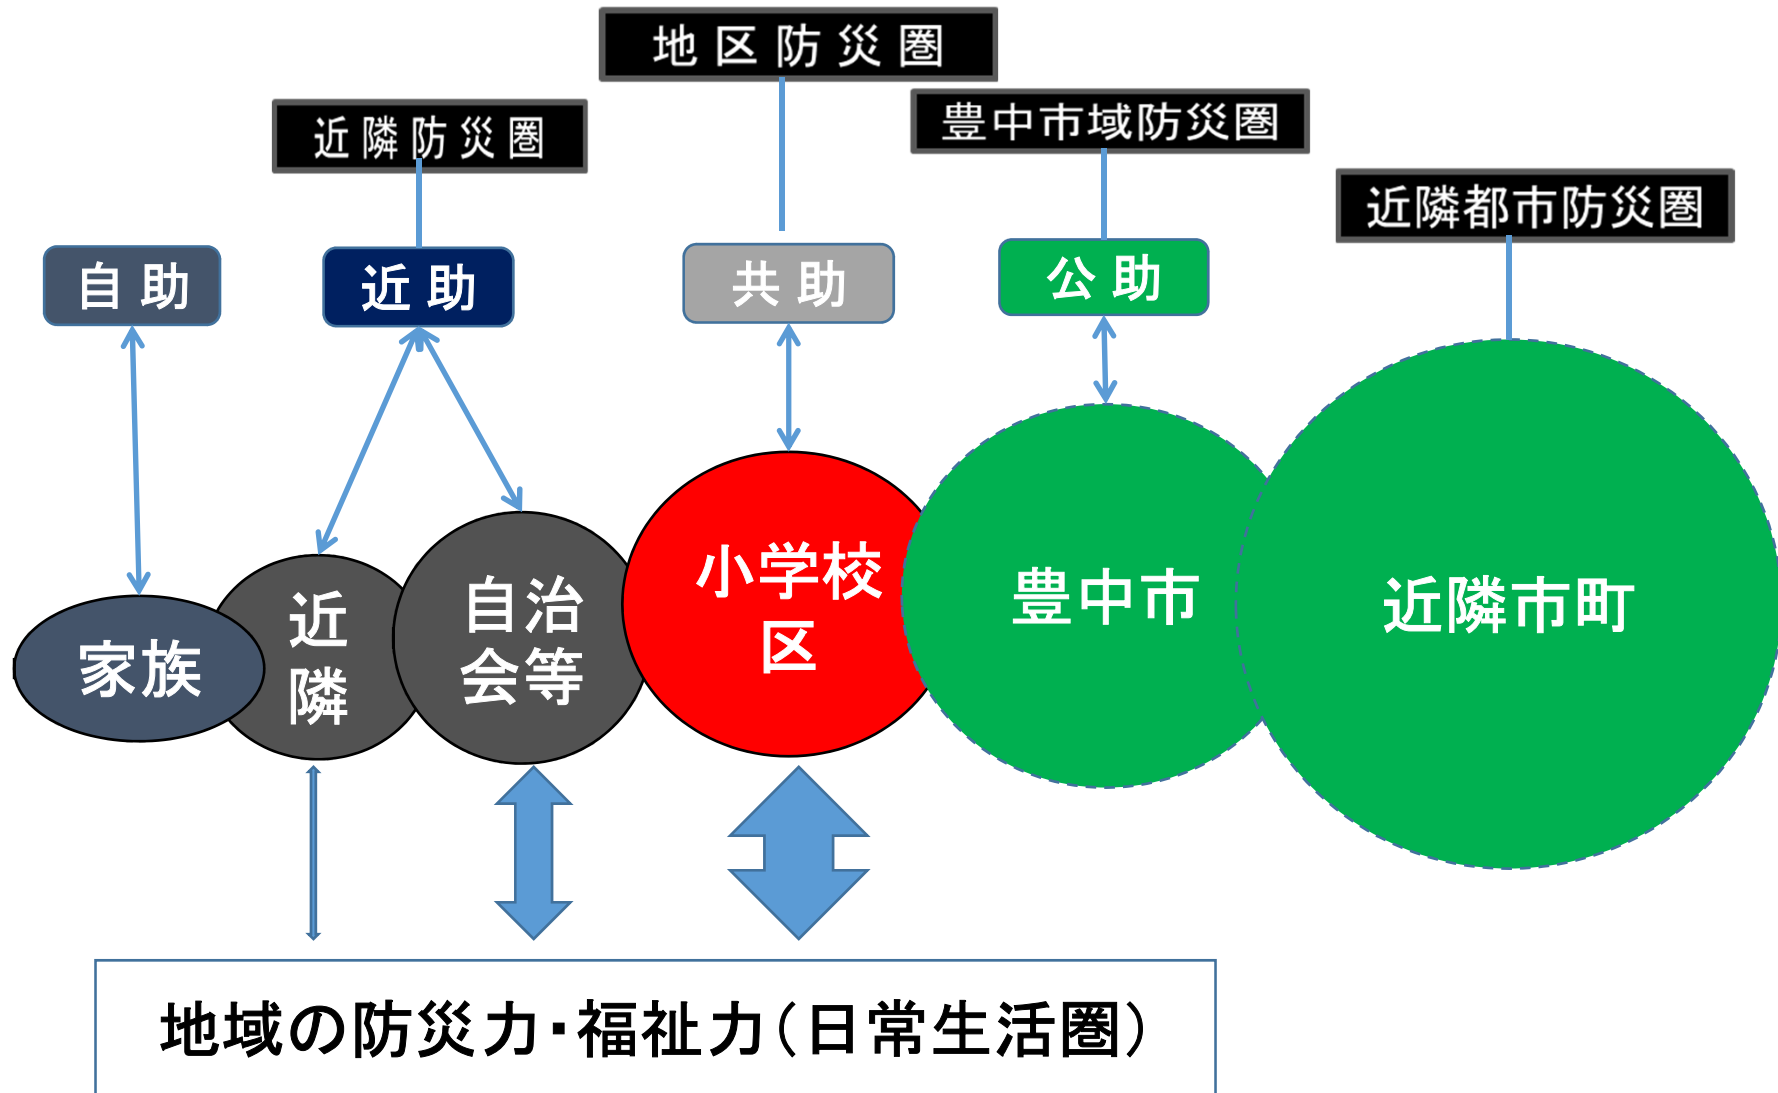 地区防災圏
近隣防災圏
豊中市域防災圏
近隣都市防災圏
自助
近助
共助
公助
家族
近
隣
自治
会等
小学校
区
豊中市
近隣市町
地域の防災力・福祉力（日常生活圏）